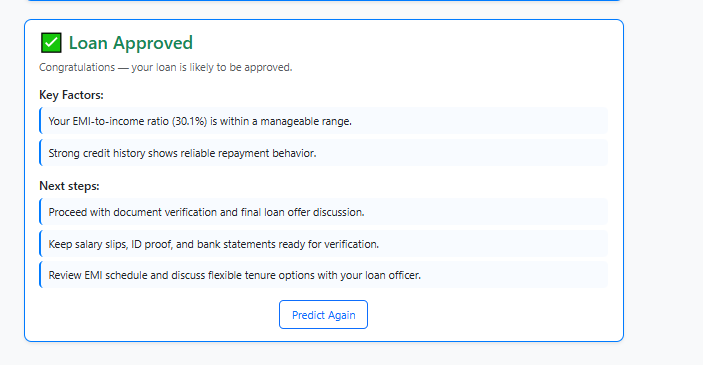 ✅ Loan Approved
Congratulations — your loan is likely to be approved.
Key Factors:
Your EMI-to-income ratio (30.1%) is within a manageable range.
Strong credit history shows reliable repayment behavior.
Next steps:
Proceed with document verification and final loan offer discussion.
Keep salary slips, ID proof, and bank statements ready for verification.
Review EMI schedule and discuss flexible tenure options with your loan officer.
Predict Again